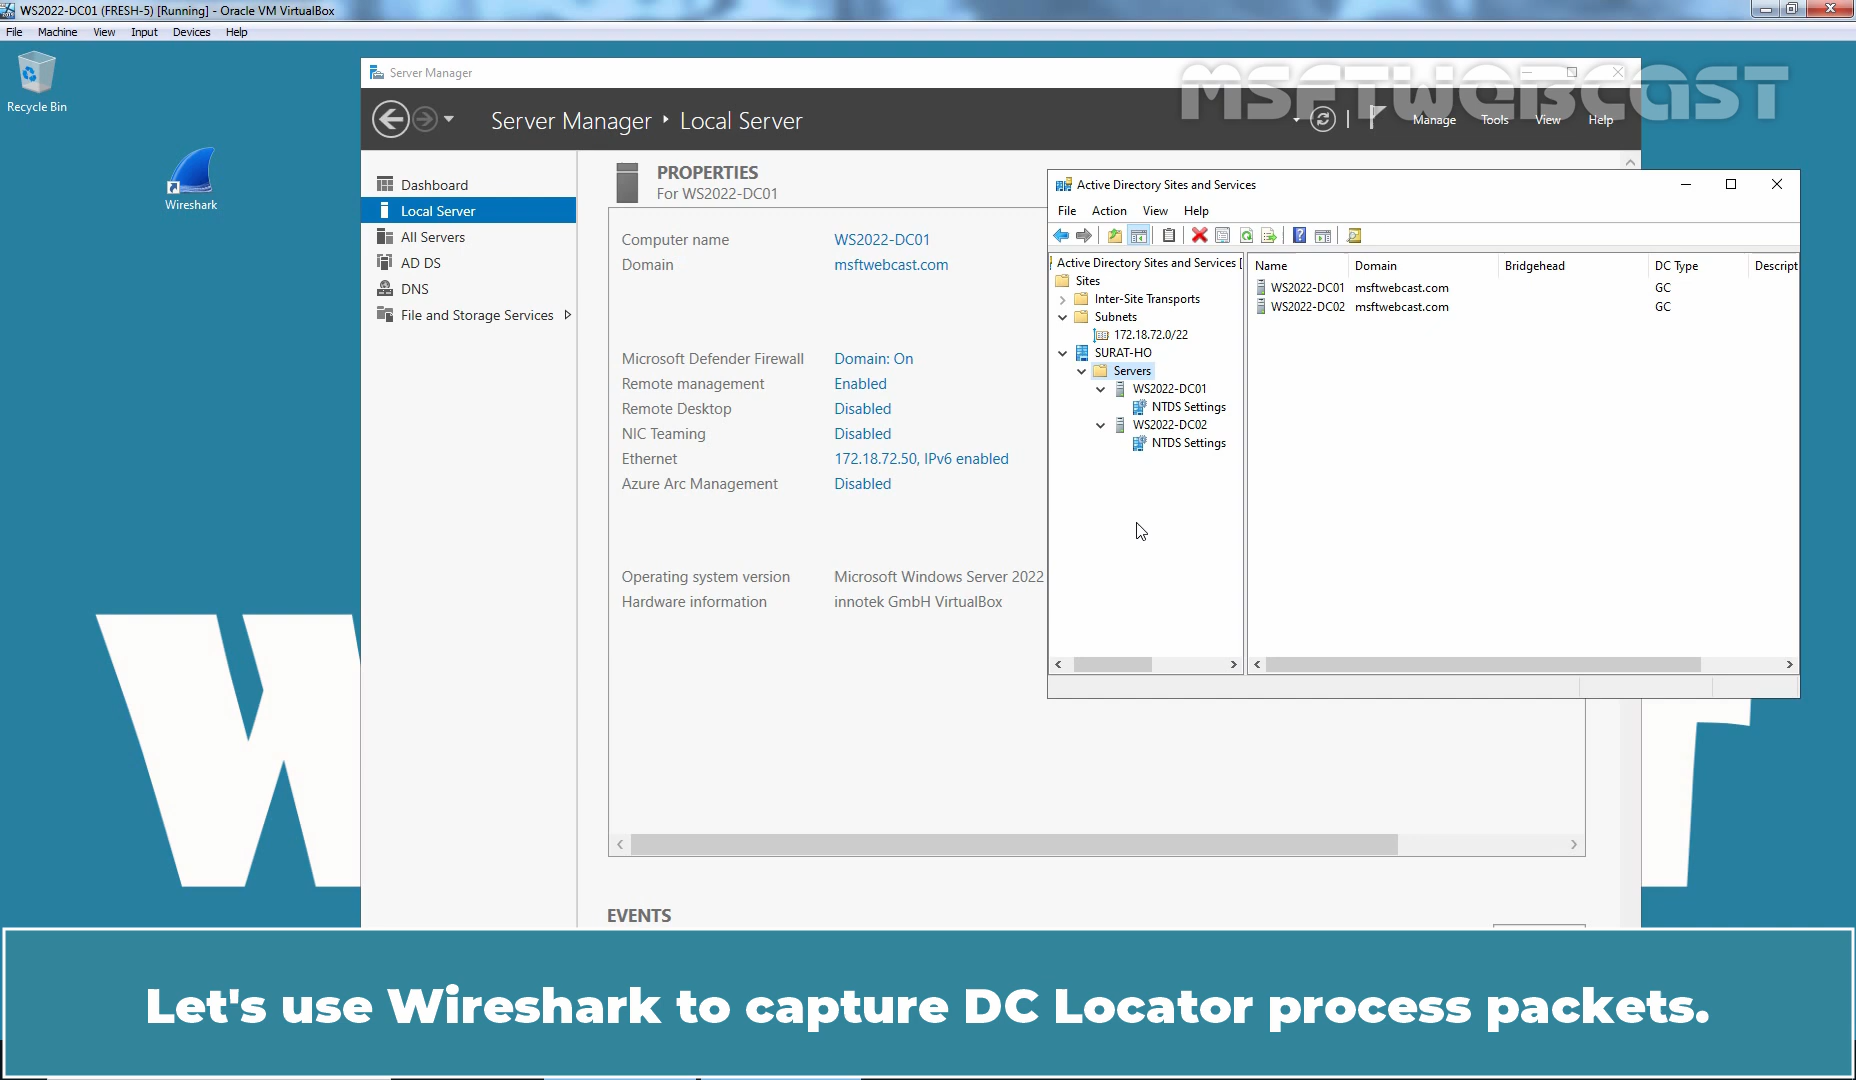 WS2022-DC01 (FRESH-5) [Running] - Oracle VM VirtualBox
File Machine View Input Devices Help
Recycle Bin
Wireshark
Server Manager
MSFTWEBCAST
Server Manager • Local Server
Manage Tools View Help
Dashboard
Local Server
All Servers
AD DS
DNS
File and Storage Services
PROPERTIES
For WS2022-DC01
Computer name WS2022-DC01
Domain msftwebcast.com
Microsoft Defender Firewall Domain: On
Remote management Enabled
Remote Desktop Disabled
NIC Teaming Disabled
Ethernet 172.18.72.50, IPv6 enabled
Azure Arc Management Disabled
Operating system version Microsoft Windows Server 2022
Hardware information innotek GmbH VirtualBox
EVENTS
Active Directory Sites and Services
File Action View Help
Active Directory Sites and Services [
Sites
Inter-Site Transports
Subnets
172.18.72.0/22
SURAT-HO
Servers
WS2022-DC01
NTDS Settings
WS2022-DC02
NTDS Settings
Name Domain Bridgehead DC Type Descript
WS2022-DC01 msftwebcast.com GC
WS2022-DC02 msftwebcast.com GC
Let's use Wireshark to capture DC Locator process packets.